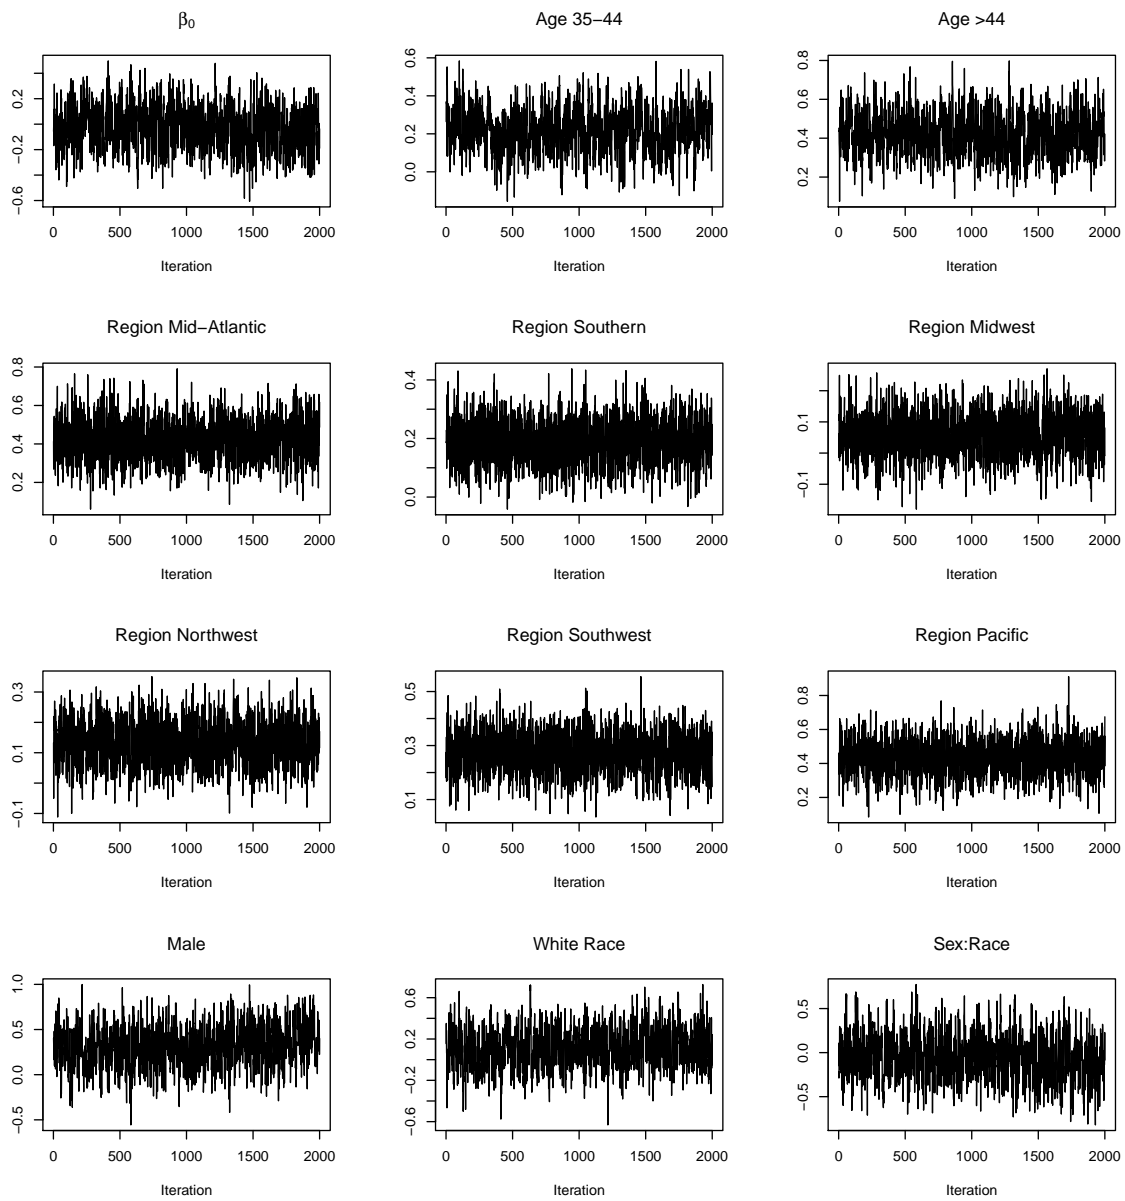 β0 Age 35−44 Age >44
−0.6 −0.2 0.2 0.0 0.2 0.4 0.6 0.2 0.4 0.6 0.8
0 500 1000 1500 2000 0 500 1000 1500 2000 0 500 1000 1500 2000
Iteration Iteration Iteration
Region Mid−Atlantic Region Southern Region Midwest
0.2 0.4 0.6 0.8 0.0 0.2 0.4 −0.1 0.1
0 500 1000 1500 2000 0 500 1000 1500 2000 0 500 1000 1500 2000
Iteration Iteration Iteration
Region Northwest Region Southwest Region Pacific
−0.1 0.1 0.3 0.1 0.3 0.5 0.2 0.4 0.6 0.8
0 500 1000 1500 2000 0 500 1000 1500 2000 0 500 1000 1500 2000
Iteration Iteration Iteration
Male White Race Sex:Race
−0.5 0.0 0.5 1.0 −0.6 −0.2 0.2 0.6 −0.5 0.0 0.5
0 500 1000 1500 2000 0 500 1000 1500 2000 0 500 1000 1500 2000
Iteration Iteration Iteration